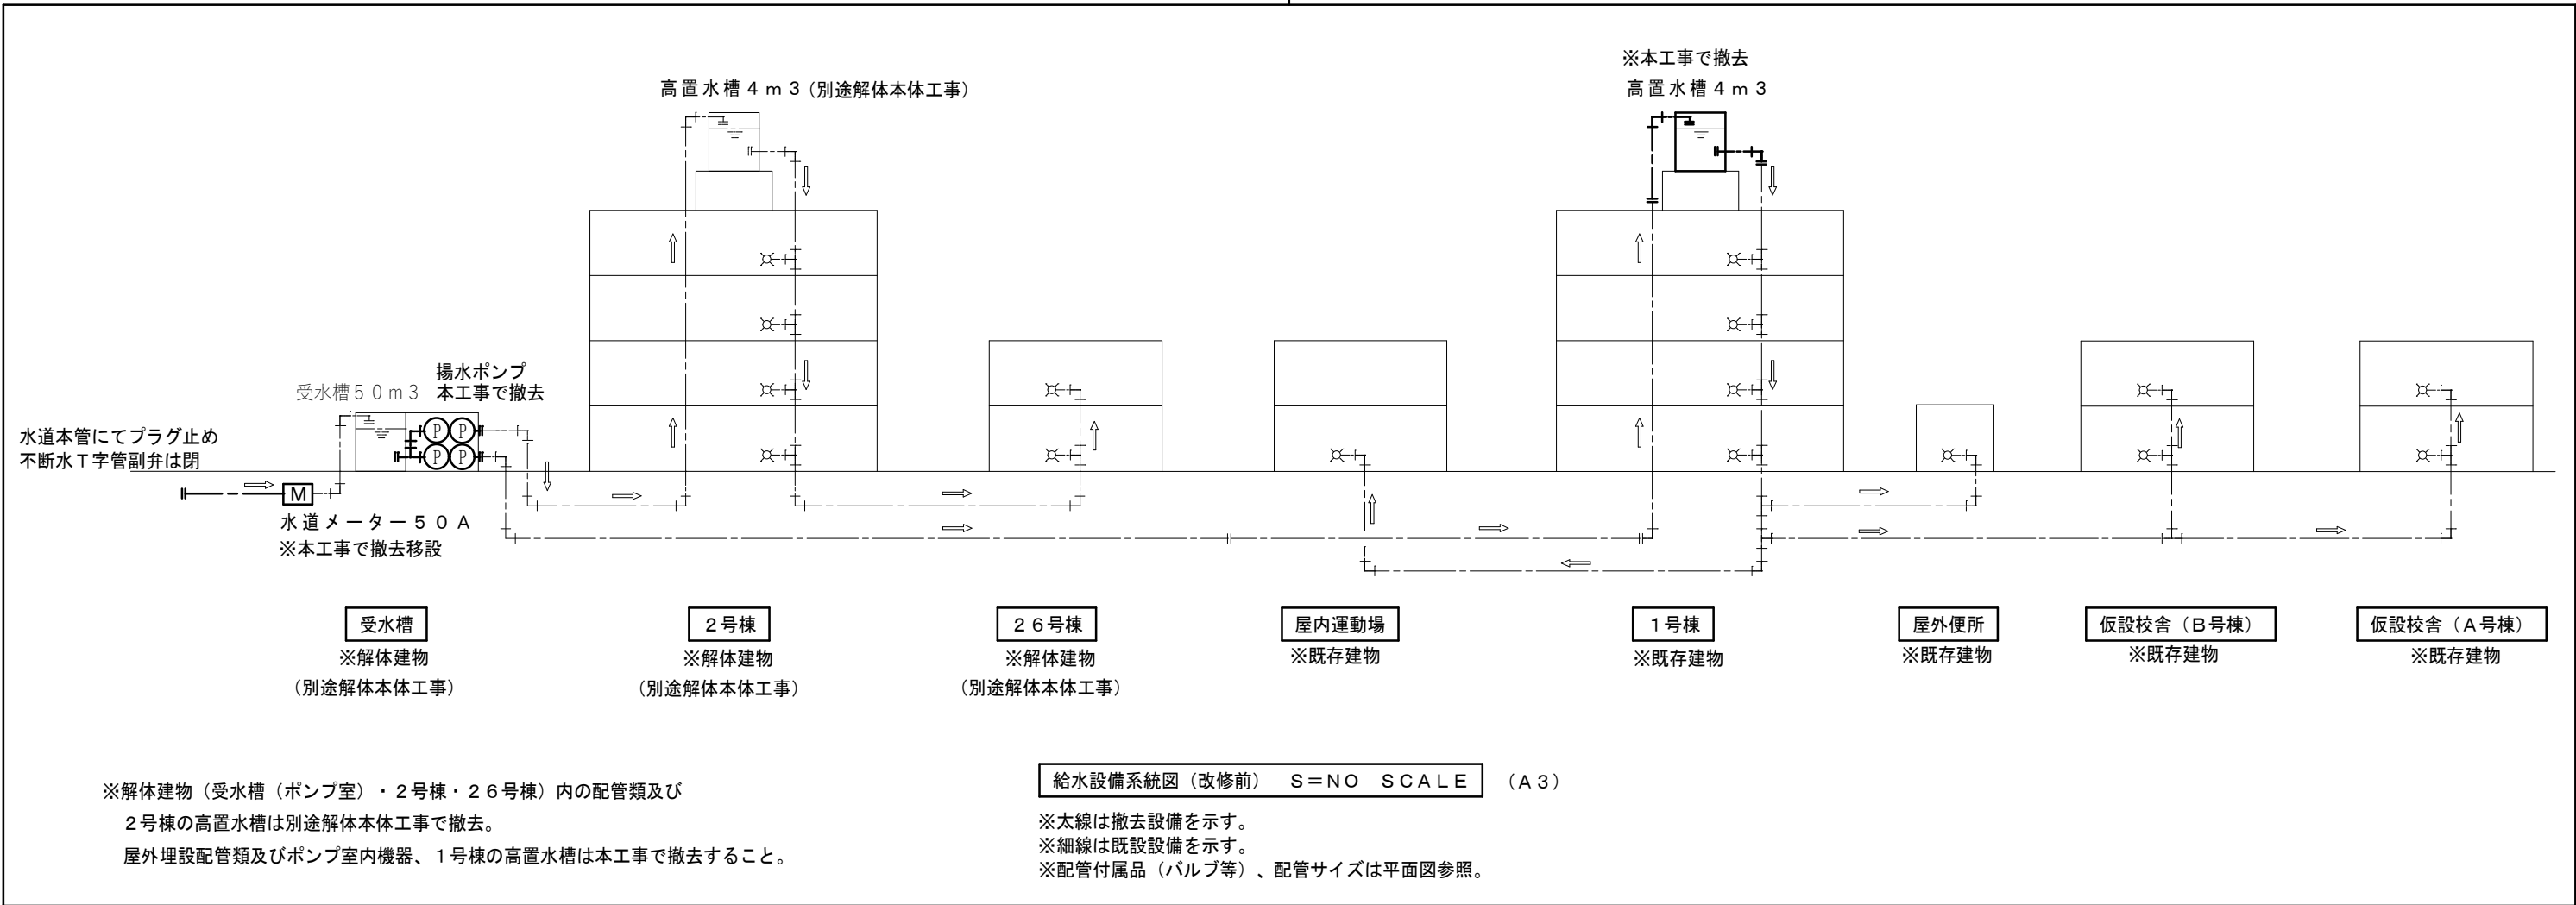 ※本工事で撤去
高置水槽４ｍ３（別途解体本体工事）
高置水槽４ｍ３
受水槽５０ｍ３
揚水ポンプ
本工事で撤去
P P
P P
水道本管にてプラグ止め
不断水Ｔ字管副弁は閉
M
水道メーター５０Ａ
※本工事で撤去移設
受水槽
※解体建物
（別途解体本体工事）
２号棟
※解体建物
（別途解体本体工事）
２６号棟
※解体建物
（別途解体本体工事）
屋内運動場
※既存建物
１号棟
※既存建物
屋外便所
※既存建物
仮設校舎（Ｂ号棟）
※既存建物
仮設校舎（Ａ号棟）
※既存建物
※解体建物（受水槽（ポンプ室）・２号棟・２６号棟）内の配管類及び
２号棟の高置水槽は別途解体本体工事で撤去。
屋外埋設配管類及びポンプ室内機器、１号棟の高置水槽は本工事で撤去すること。
給水設備系統図（改修前）　Ｓ＝ＮＯ　ＳＣＡＬＥ　（Ａ３）
※太線は撤去設備を示す。
※細線は既設設備を示す。
※配管付属品（バルブ等）、配管サイズは平面図参照。